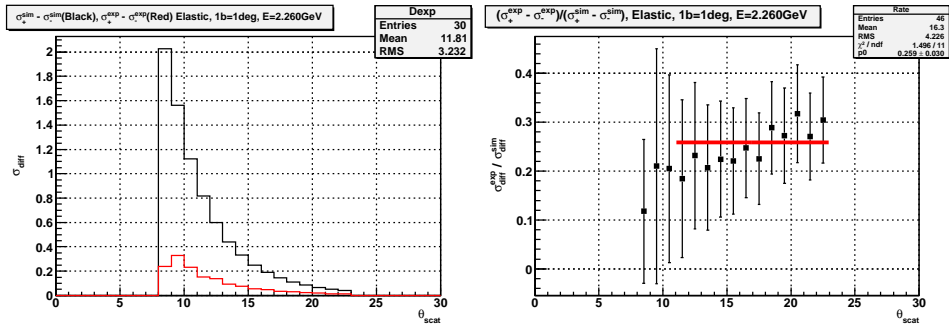 σ₊ˢⁱᵐ - σ₋ˢⁱᵐ(Black), σ₊ᵉˣᵖ - σ₋ᵉˣᵖ(Red) Elastic, 1b=1deg, E=2.260GeV
Dexp
Entries 30
Mean 11.81
RMS 3.232
σdiff
2
1.8
1.6
1.4
1.2
1
0.8
0.6
0.4
0.2
0
0 5 10 15 20 25 30
θscat
(σ₊ᵉˣᵖ - σ₋ᵉˣᵖ)/(σ₊ˢⁱᵐ - σ₋ˢⁱᵐ), Elastic, 1b=1deg, E=2.260GeV
Rate
Entries 46
Mean 16.3
RMS 4.226
χ² / ndf 1.496 / 11
p0 0.259 ± 0.030
σᵉˣᵖdiff / σˢⁱᵐdiff
0.4
0.3
0.2
0.1
0
0 5 10 15 20 25 30
θscat